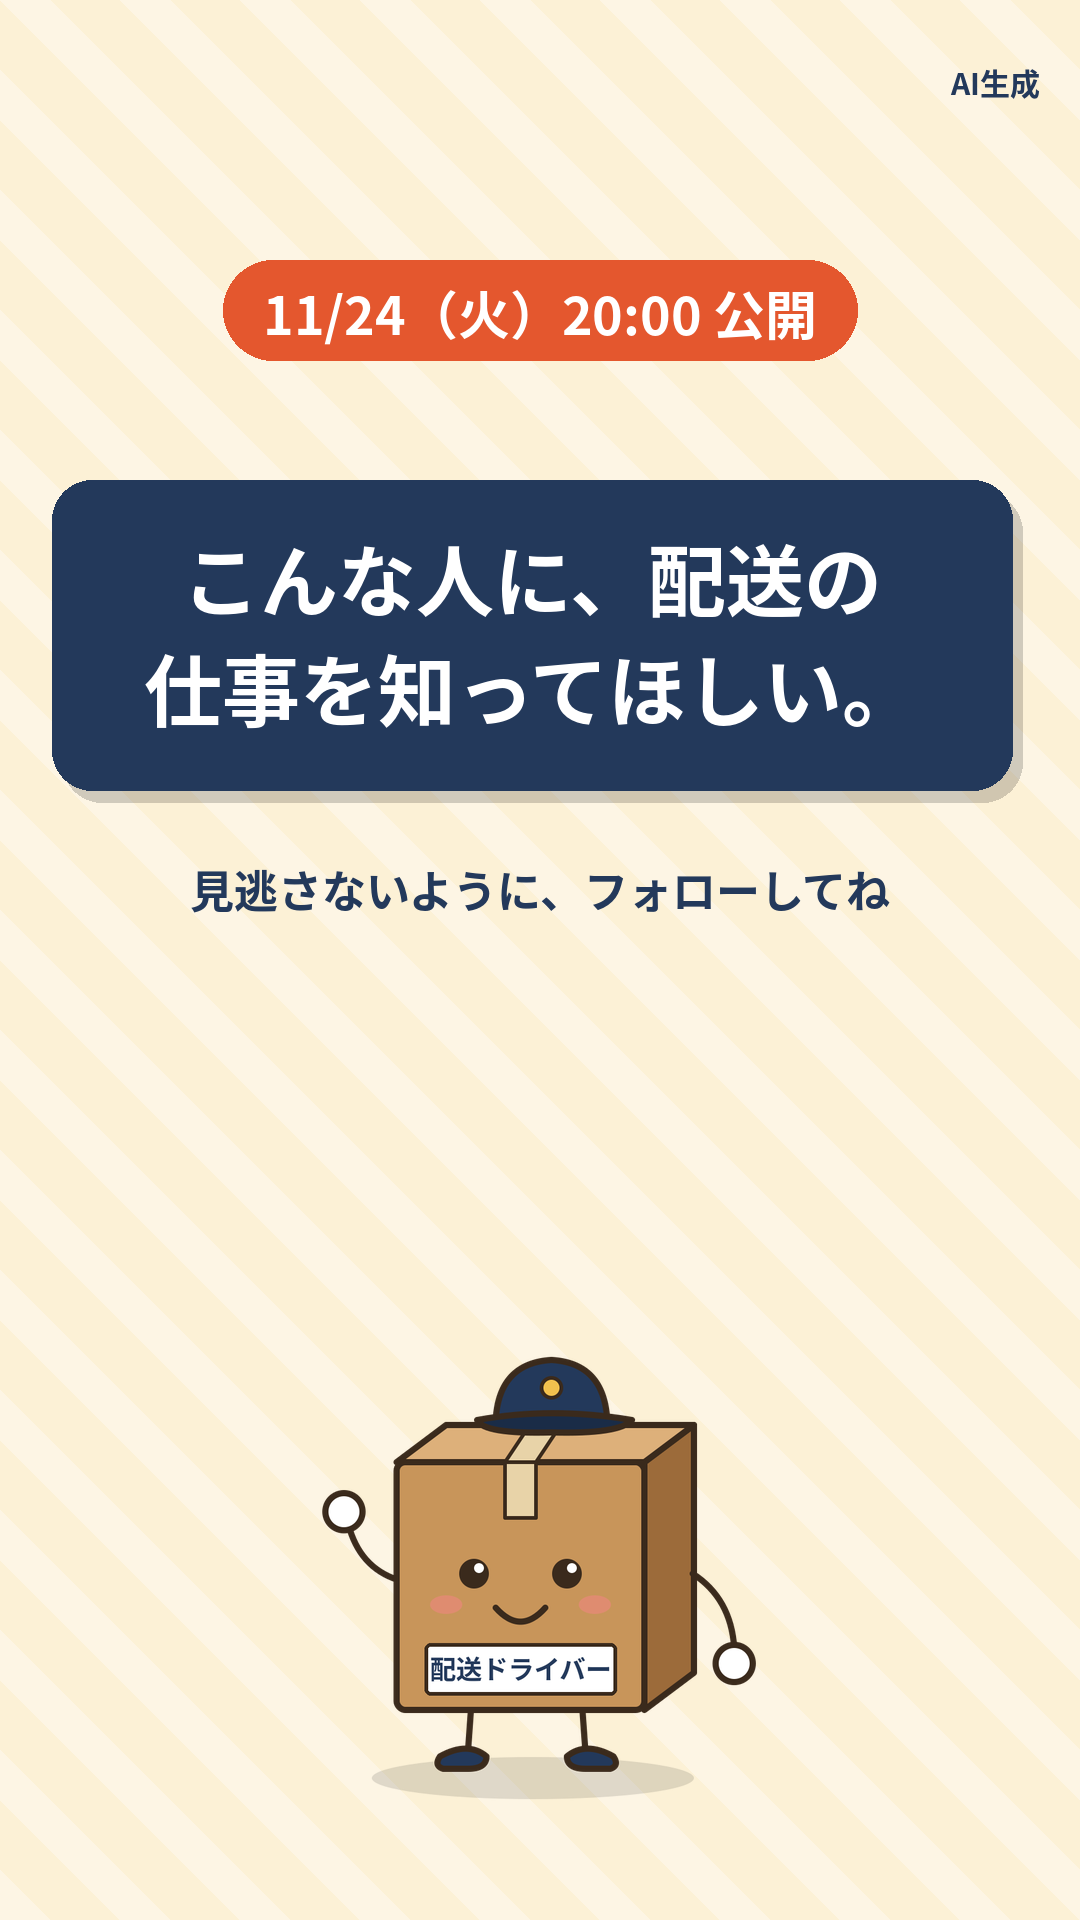 AI生成
11/24（火）20:00 公開
こんな人に、配送の
仕事を知ってほしい。
見逃さないように、フォローしてね
配送ドライバー